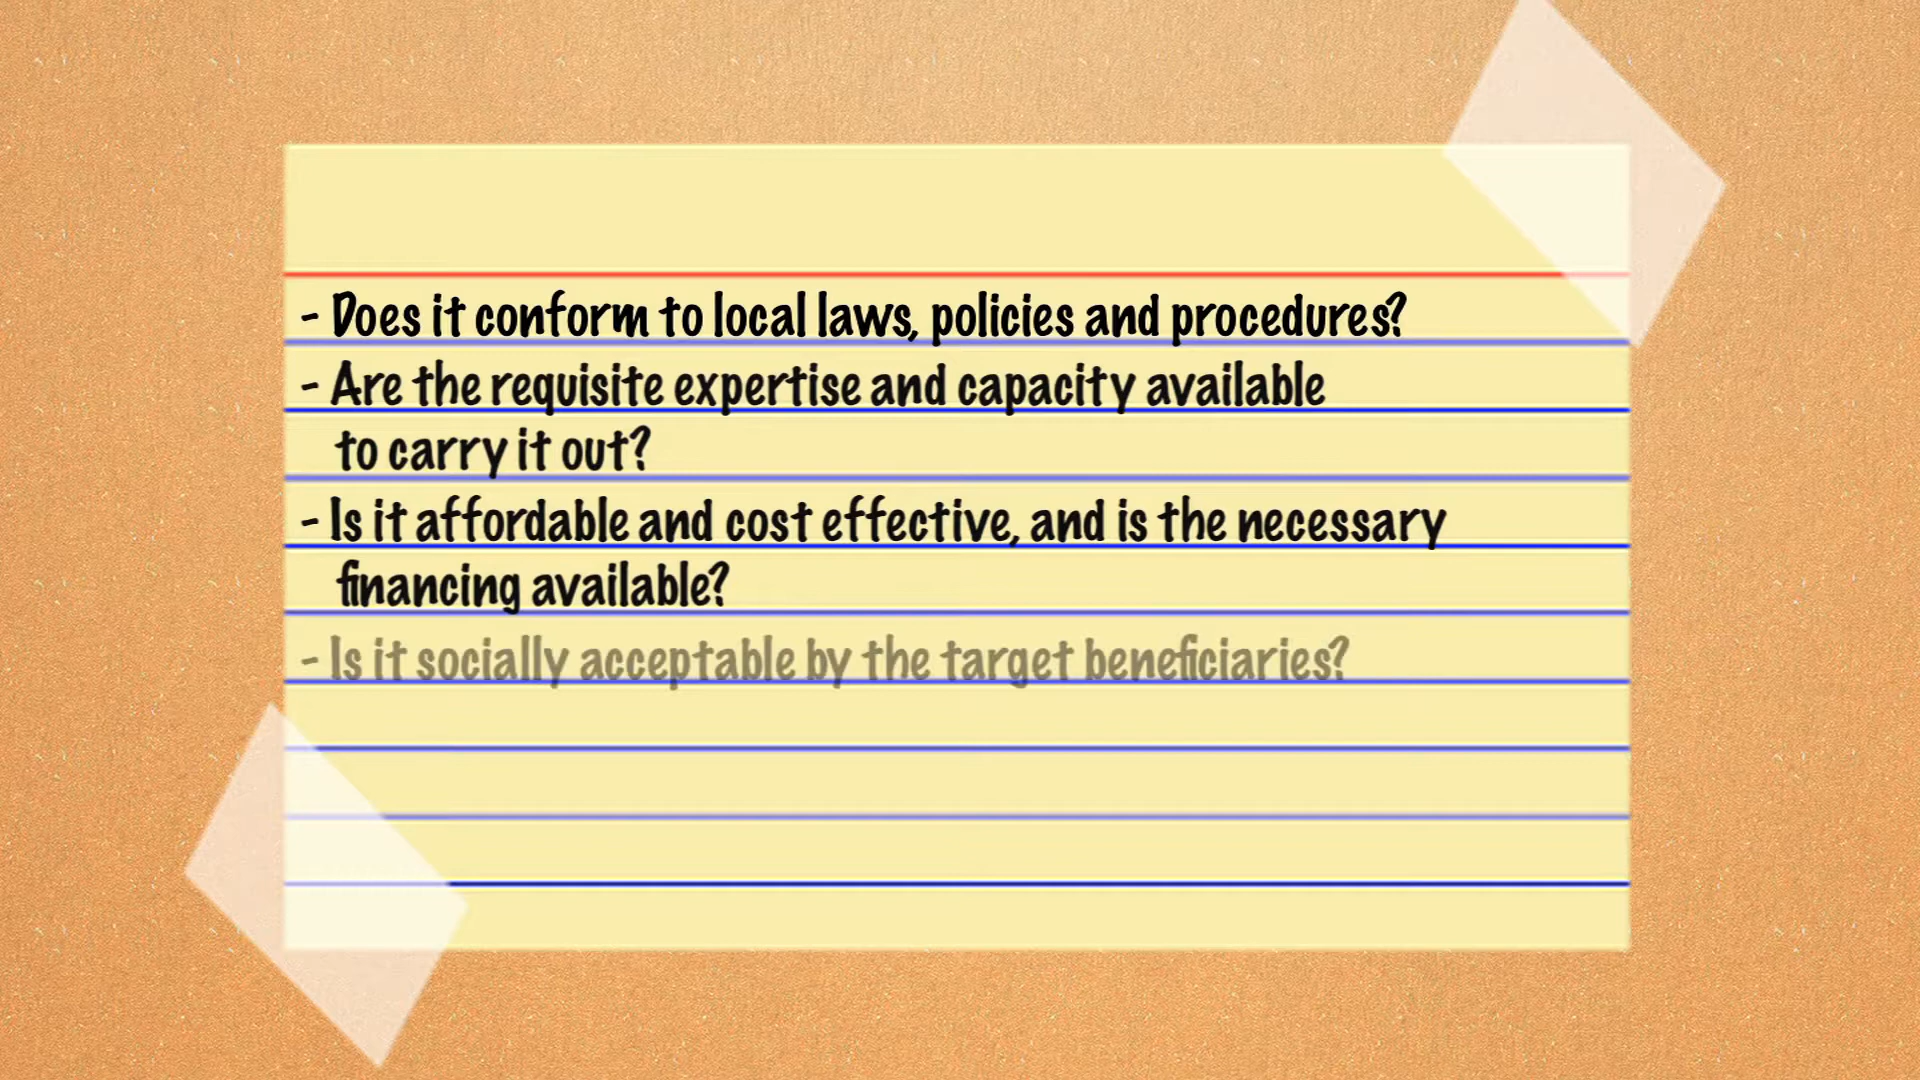 - Does it conform to local laws, policies and procedures?
- Are the requisite expertise and capacity available
to carry it out?
- Is it affordable and cost effective, and is the necessary
financing available?
- Is it socially acceptable by the target beneficiaries?